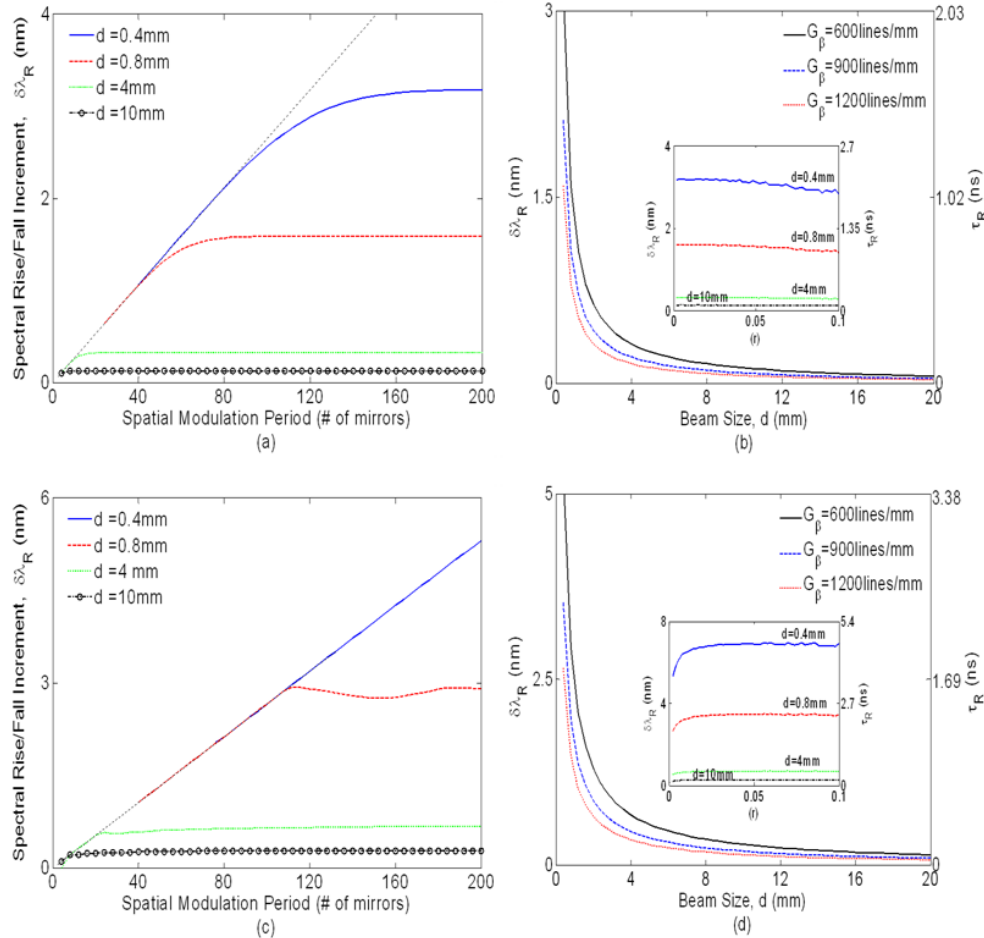 Spectral Rise/Fall Increment, δλR (nm)
4
2
0
d =0.4mm
d =0.8mm
d =4mm
d =10mm
0 40 80 120 160 200
Spatial Modulation Period (# of mirrors)
(a)
δλR (nm)
3
1.5
0
Gβ=600lines/mm
Gβ=900lines/mm
Gβ=1200lines/mm
2.03
1.02
0
τR (ns)
δλR (nm)
4
2
0
d=0.4mm
d=0.8mm
d=4mm
d=10mm
2.7
1.35
0
τR (ns)
0 0.05 0.1
(r)
0 4 8 12 16 20
Beam Size, d (mm)
(b)
Spectral Rise/Fall Increment, δλR (nm)
6
3
0
d =0.4mm
d =0.8mm
d =4 mm
d =10mm
0 40 80 120 160 200
Spatial Modulation Period (# of mirrors)
(c)
δλR (nm)
5
2.5
0
Gβ=600lines/mm
Gβ=900lines/mm
Gβ=1200lines/mm
3.38
1.69
0
τR (ns)
δλR (nm)
8
4
0
d=0.4mm
d=0.8mm
d=4mm
d=10mm
5.4
2.7
0
τR (ns)
0 0.05 0.1
(r)
0 4 8 12 16 20
Beam Size, d (mm)
(d)